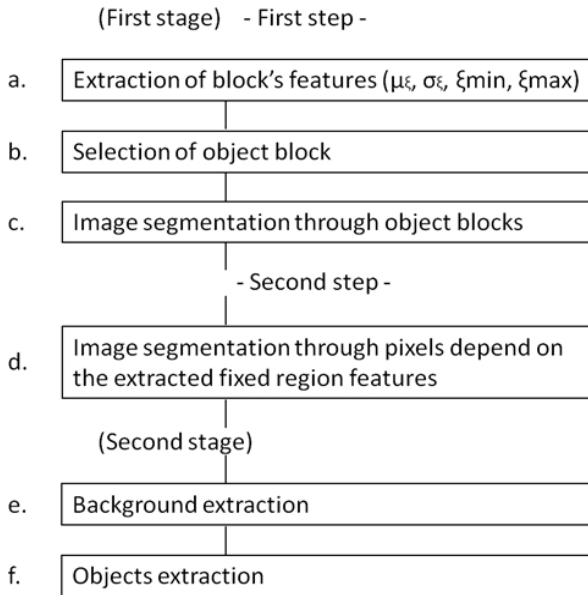 (First stage) - First step -
a. Extraction of block's features (μξ, σξ, ξmin, ξmax)
b. Selection of object block
c. Image segmentation through object blocks
- Second step -
d. Image segmentation through pixels depend on
the extracted fixed region features
(Second stage)
e. Background extraction
f. Objects extraction